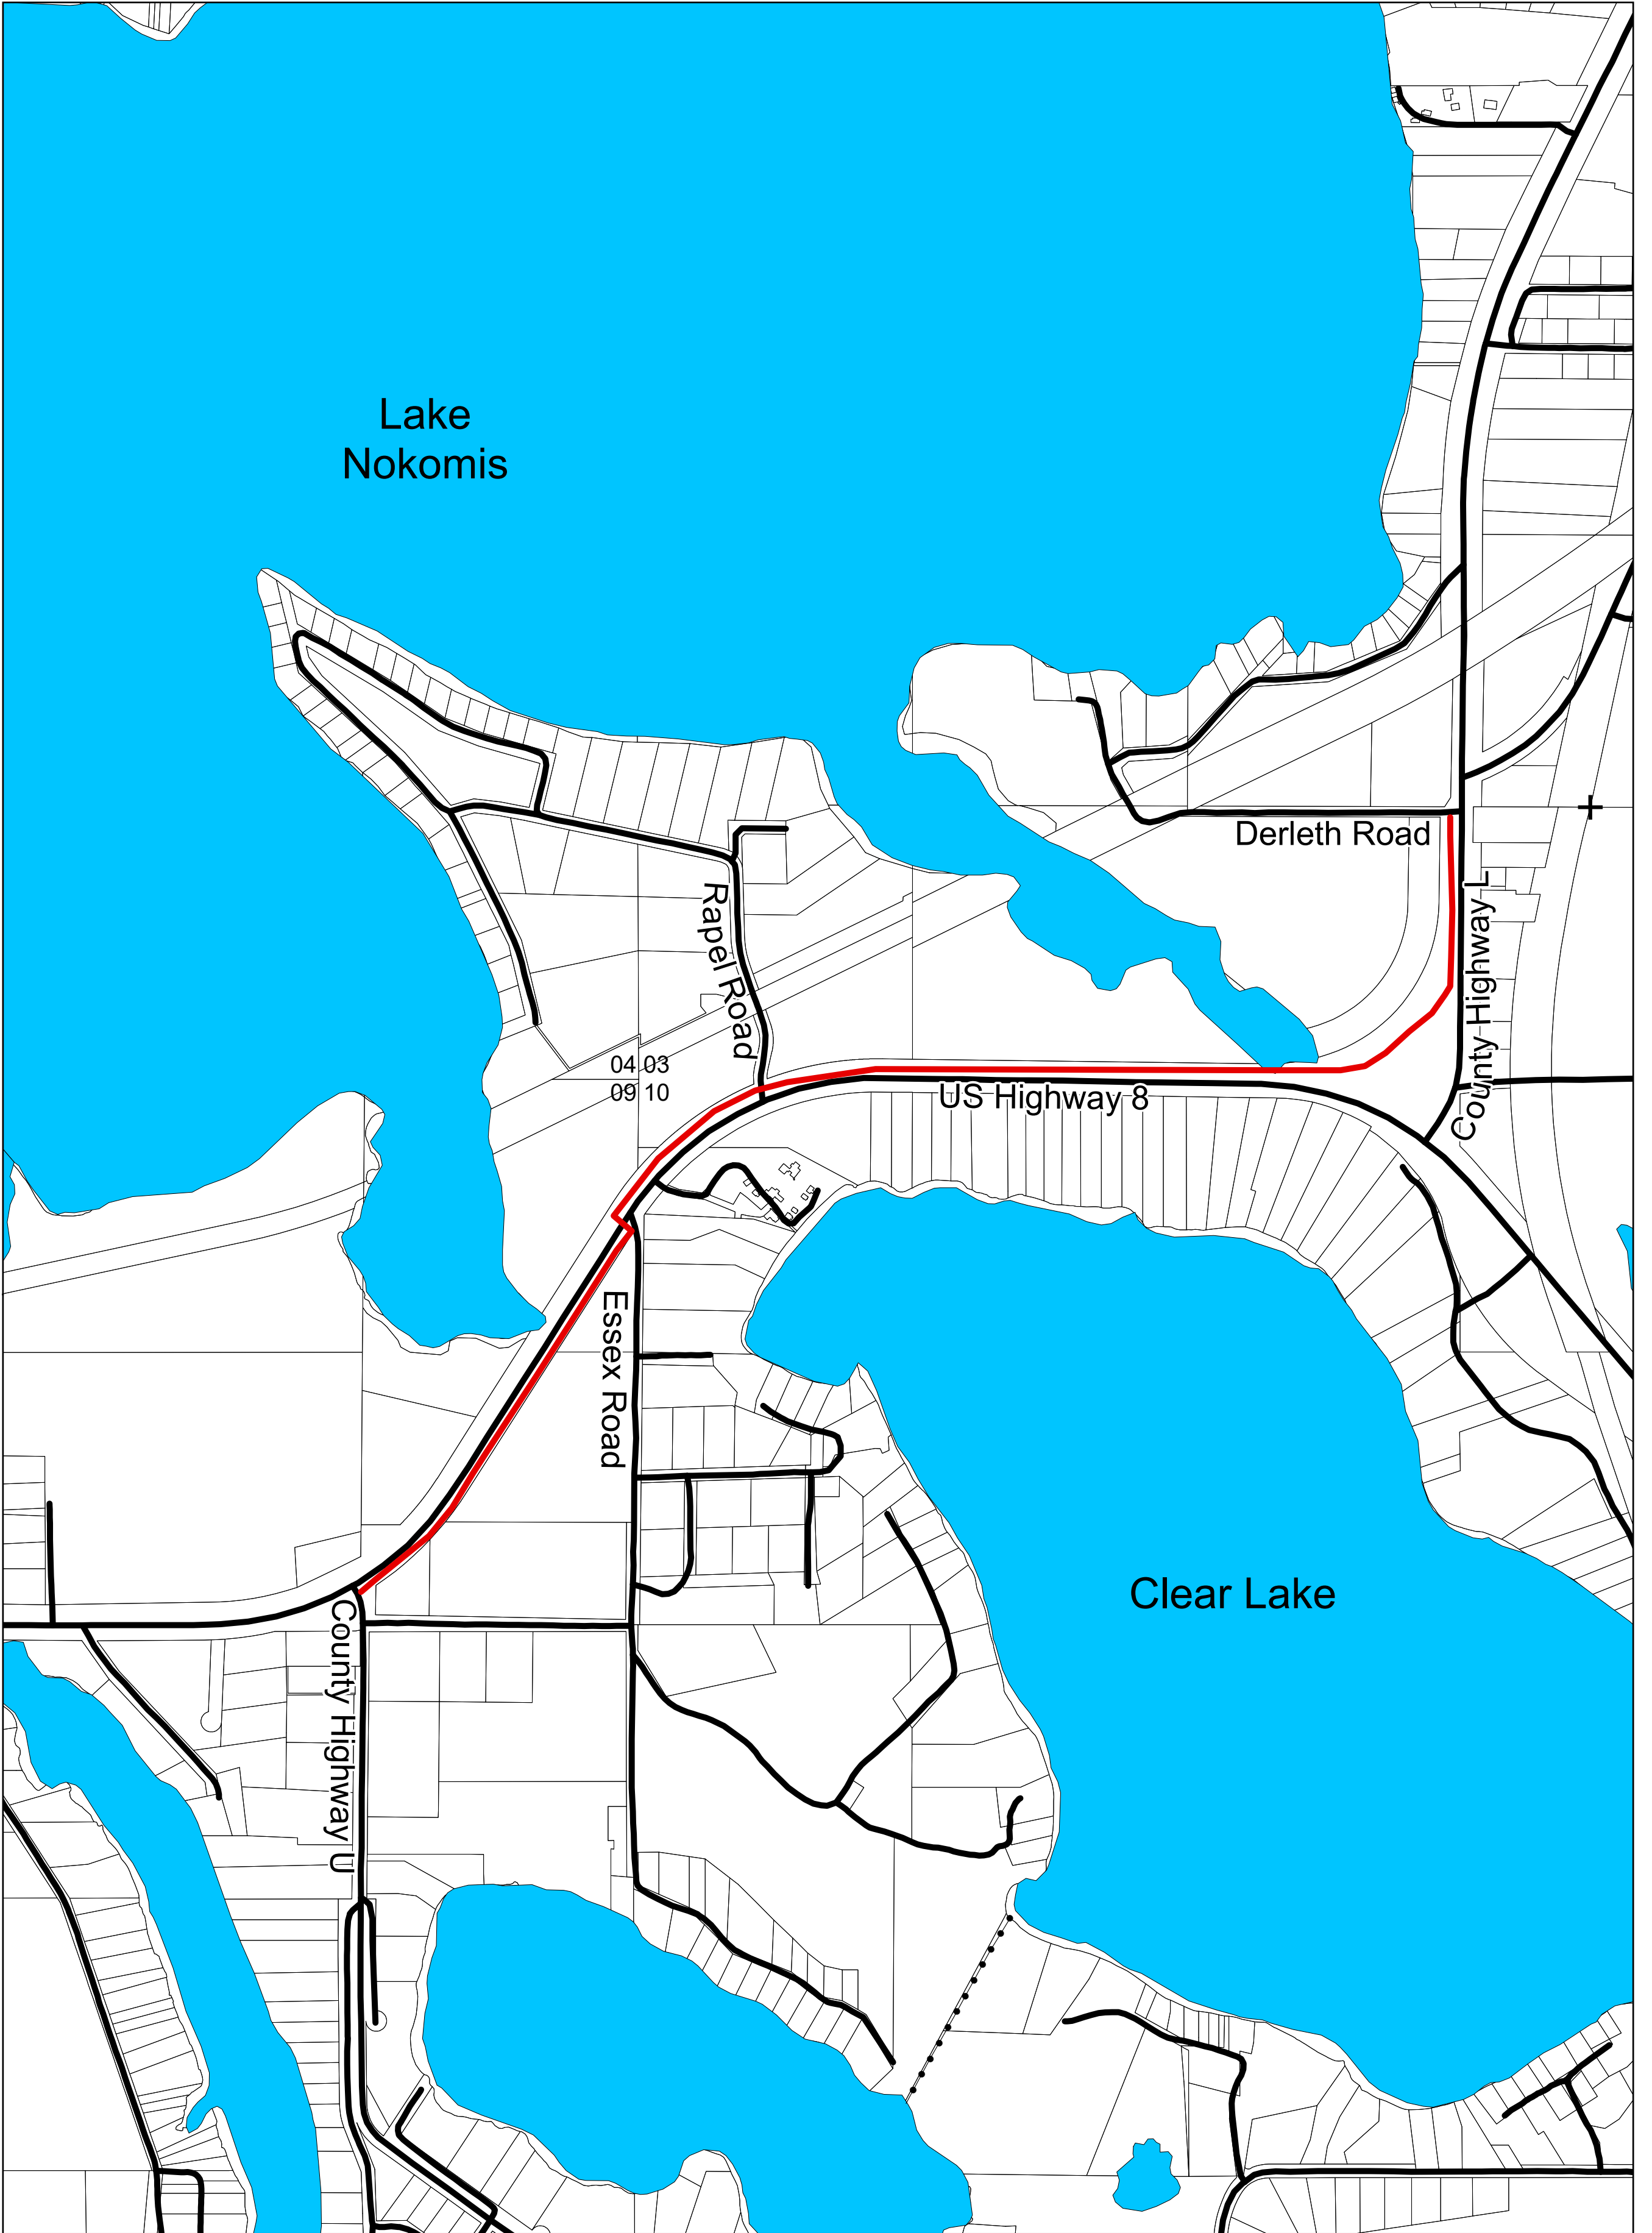 Lake
Nokomis
Derleth Road
Rapel Road
County Highway L
04 03
09 10
US Highway 8
Essex Road
Clear Lake
County Highway U